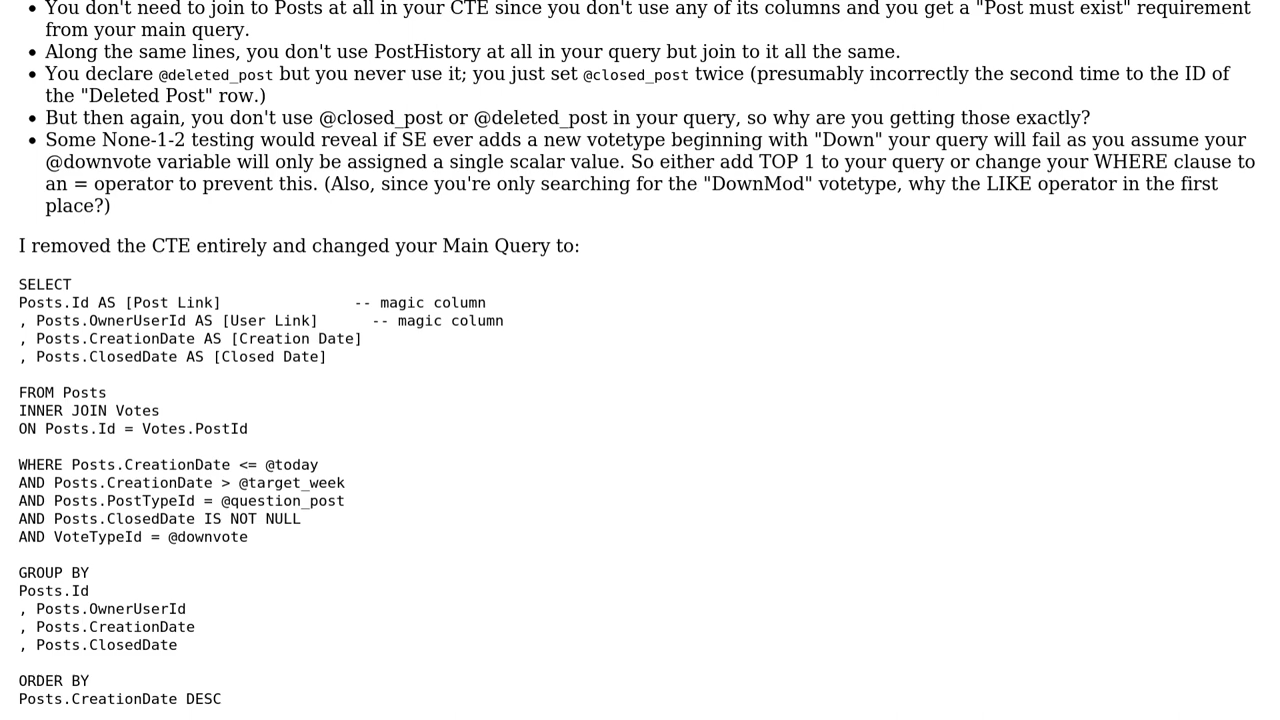 • You don't need to join to Posts at all in your CTE since you don't use any of its columns and you get a "Post must exist" requirement
from your main query.
• Along the same lines, you don't use PostHistory at all in your query but join to it all the same.
• You declare @deleted_post but you never use it; you just set @closed_post twice (presumably incorrectly the second time to the ID of
the "Deleted Post" row.)
• But then again, you don't use @closed_post or @deleted_post in your query, so why are you getting those exactly?
• Some None-1-2 testing would reveal if SE ever adds a new votetype beginning with "Down" your query will fail as you assume your
@downvote variable will only be assigned a single scalar value. So either add TOP 1 to your query or change your WHERE clause to
an = operator to prevent this. (Also, since you're only searching for the "DownMod" votetype, why the LIKE operator in the first
place?)
I removed the CTE entirely and changed your Main Query to:
SELECT
Posts.Id AS [Post Link]               -- magic column
, Posts.OwnerUserId AS [User Link]      -- magic column
, Posts.CreationDate AS [Creation Date]
, Posts.ClosedDate AS [Closed Date]
FROM Posts
INNER JOIN Votes
ON Posts.Id = Votes.PostId
WHERE Posts.CreationDate <= @today
AND Posts.CreationDate > @target_week
AND Posts.PostTypeId = @question_post
AND Posts.ClosedDate IS NOT NULL
AND VoteTypeId = @downvote
GROUP BY
Posts.Id
, Posts.OwnerUserId
, Posts.CreationDate
, Posts.ClosedDate
ORDER BY
Posts.CreationDate DESC